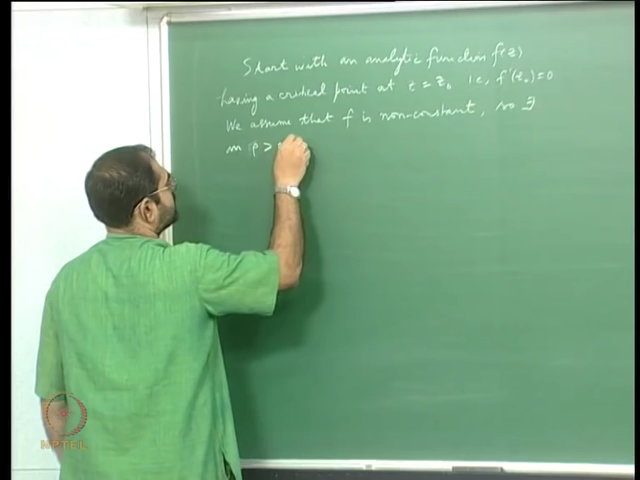 Start with an analytic function f(z)
having a critical point at z = z₀ i.e, f'(z₀) = 0
We assume that f is non-constant, so ∃
ρ >
NPTEL